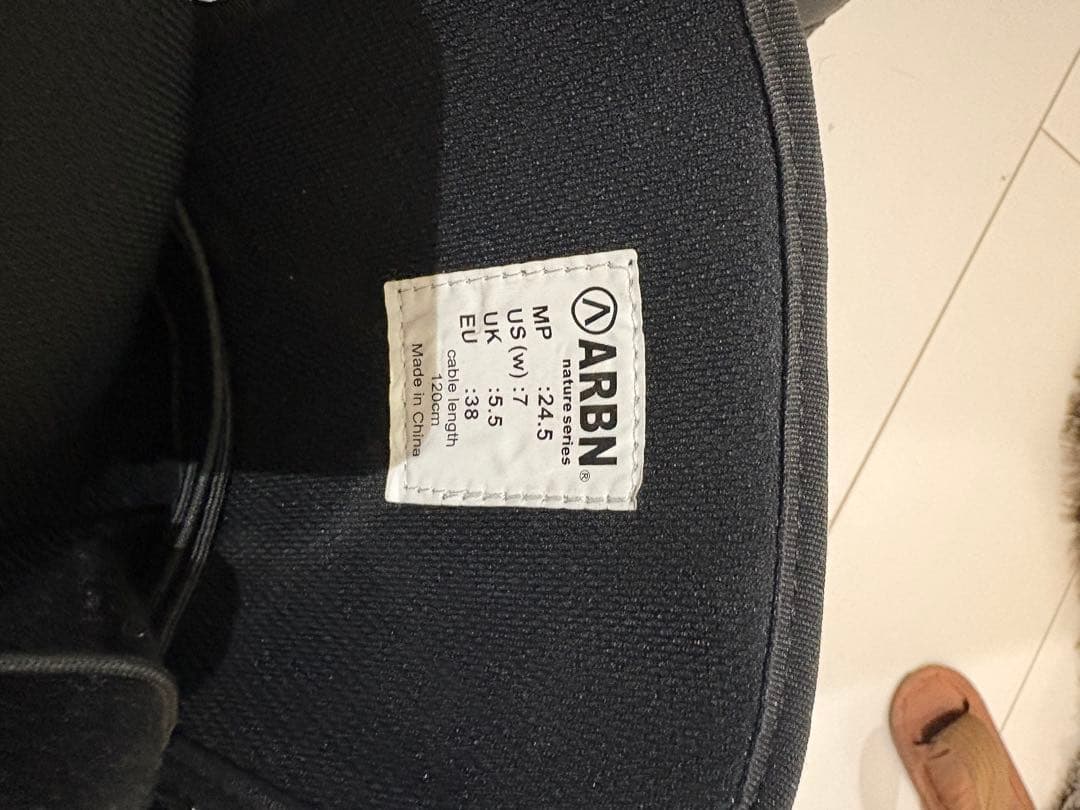 ARBN®
nature series
MP :24.5
US (w) :7
UK :5.5
EU :38
cable length
120cm
Made in China